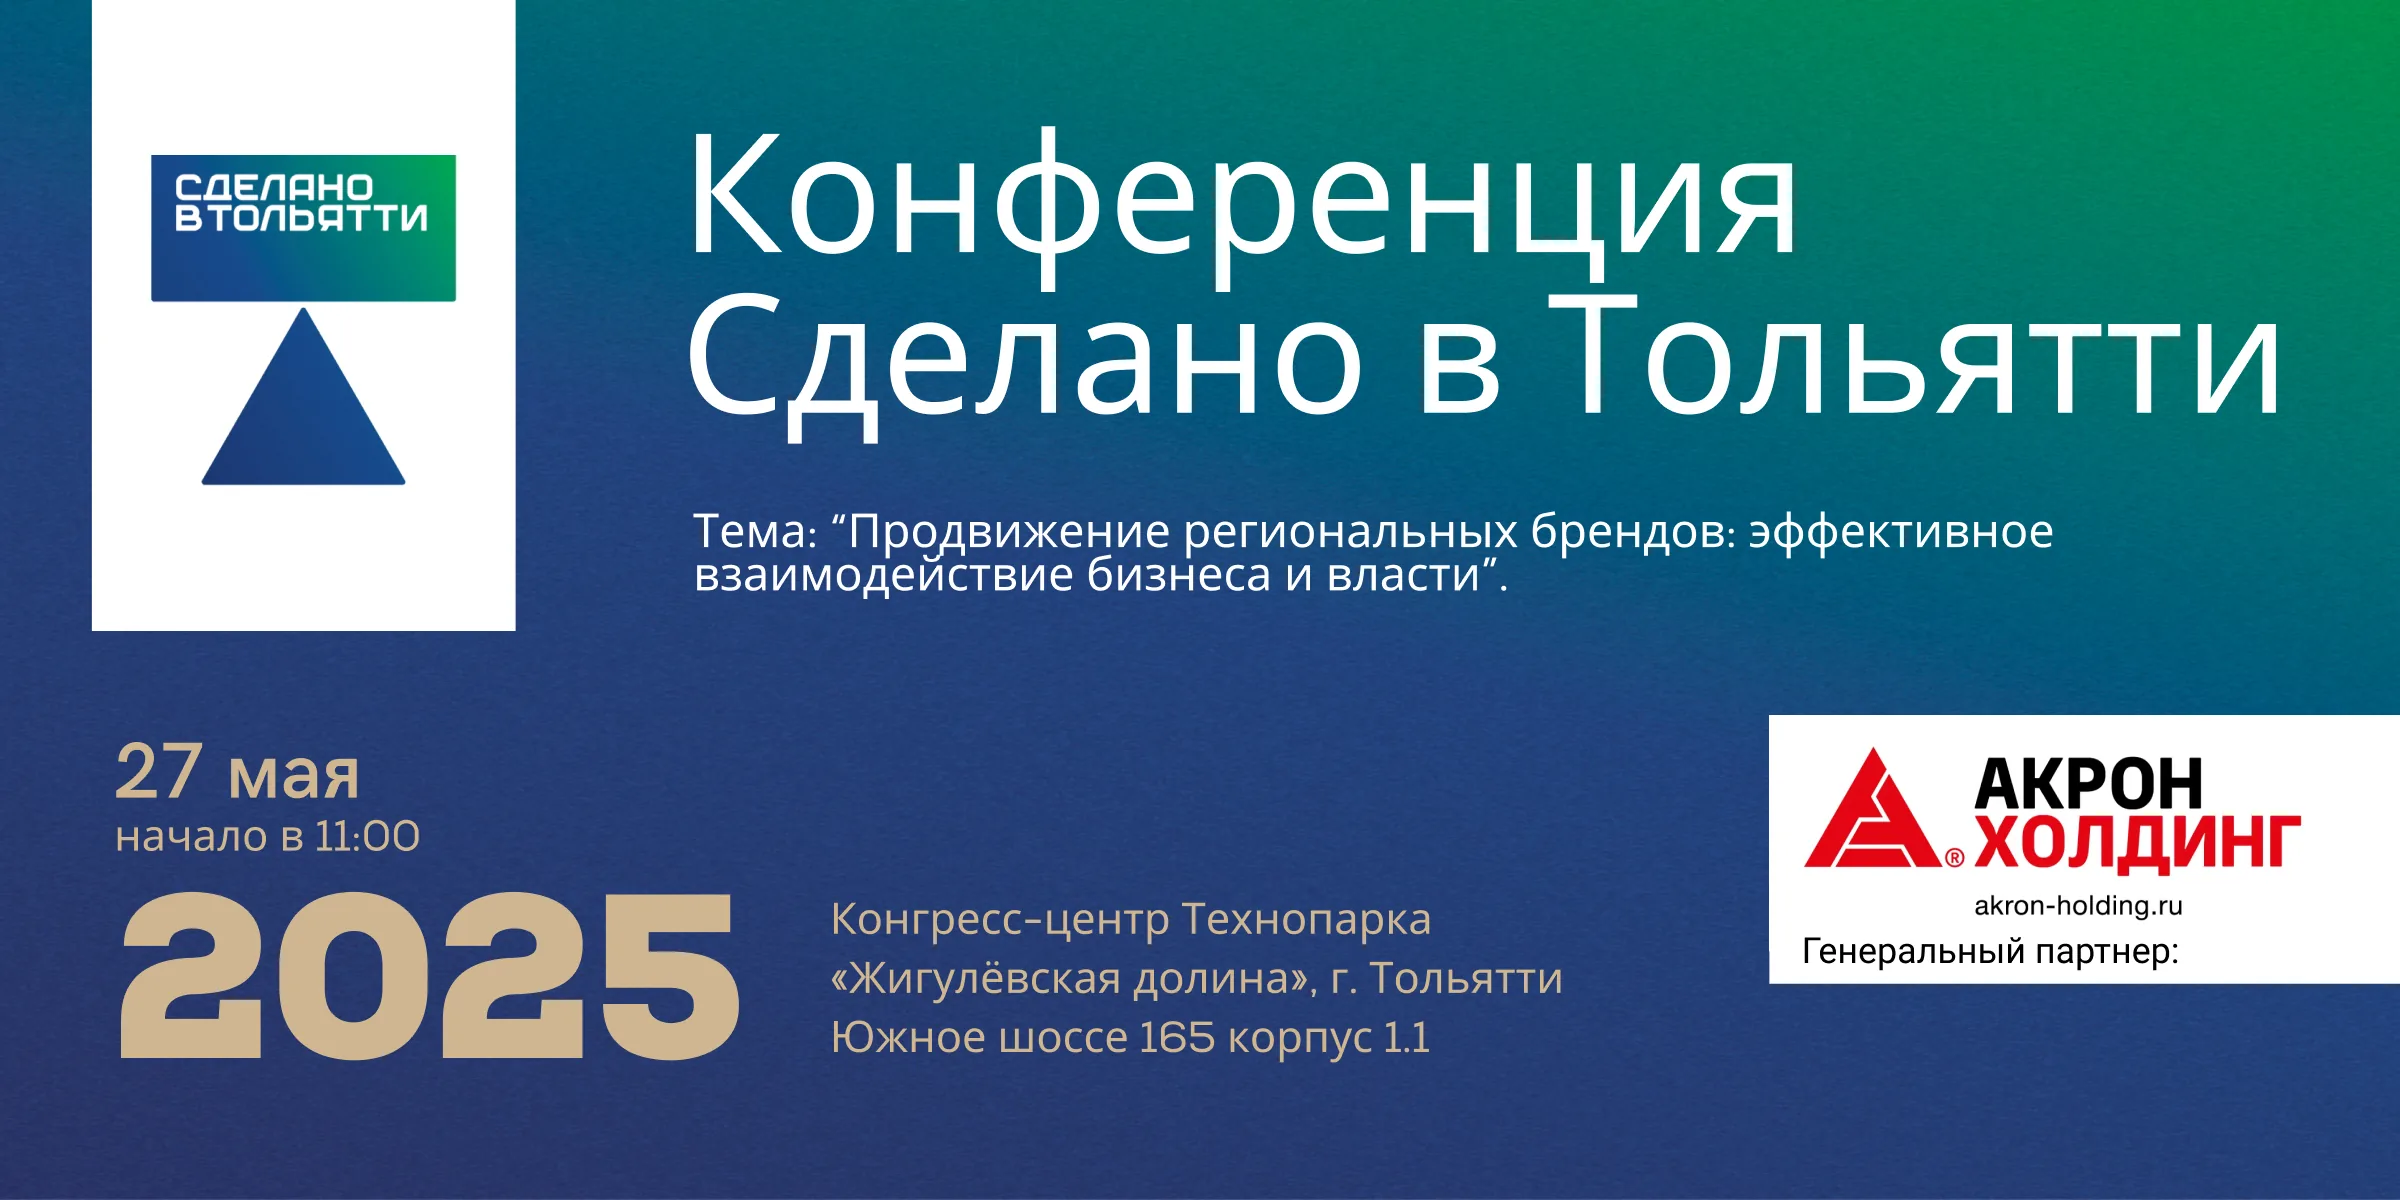 СДЕЛАНО
В ТОЛЬЯТТИ
Конференция
Сделано в Тольятти
Тема: “Продвижение региональных брендов: эффективное
взаимодействие бизнеса и власти”.
27 мая
начало в 11:00
2025
Конгресс-центр Технопарка
«Жигулёвская долина», г. Тольятти
Южное шоссе 165 корпус 1.1
®
АКРОН
ХОЛДИНГ
akron-holding.ru
Генеральный партнер: